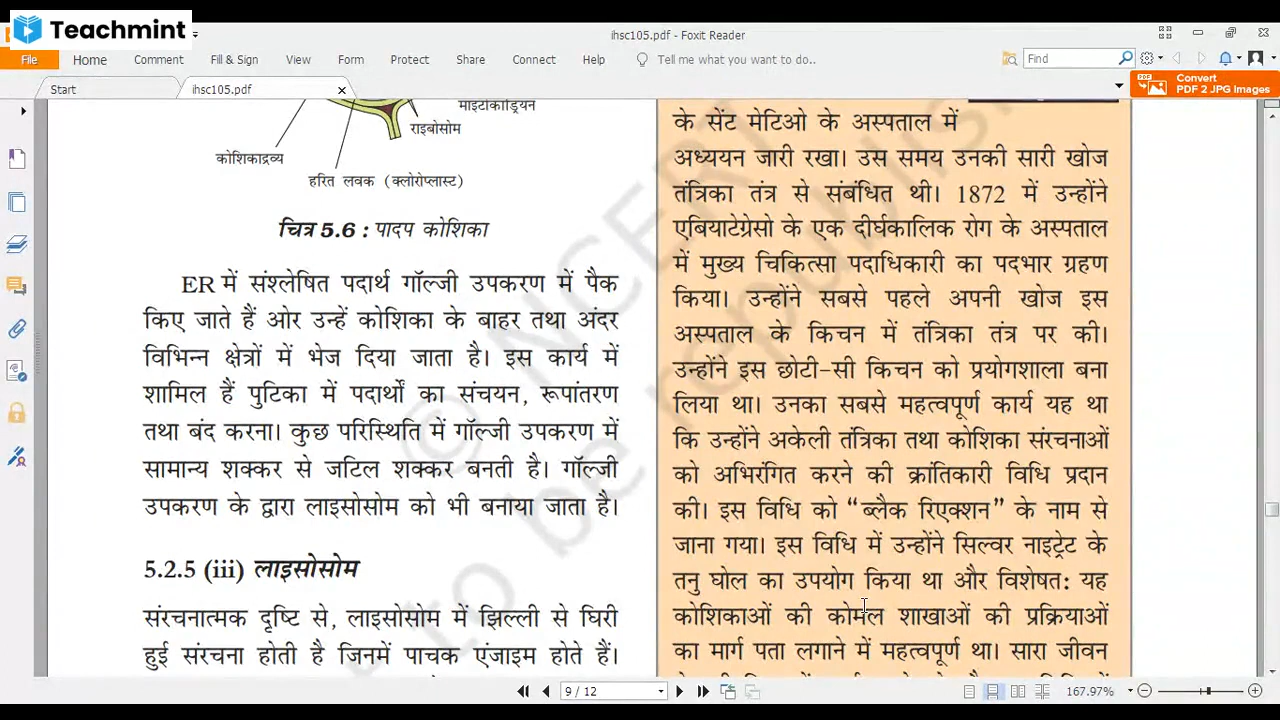 Teachmint
ihsc105.pdf - Foxit Reader
File Home Comment Fill & Sign View Form Protect Share Connect Help Tell me what you want to do.. Find
Convert
PDF 2 JPG Images
Start ihsc105.pdf
माइटोकांड्रियन
राइबोसोम
कोशिकाद्रव्य
हरित लवक (क्लोरोप्लास्ट)
चित्र 5.6 : पादप कोशिका
ER में संश्लेषित पदार्थ गॉल्जी उपकरण में पैक
किए जाते हैं ओर उन्हें कोशिका के बाहर तथा अंदर
विभिन्न क्षेत्रों में भेज दिया जाता है। इस कार्य में
शामिल हैं पुटिका में पदार्थों का संचयन, रूपांतरण
तथा बंद करना। कुछ परिस्थिति में गॉल्जी उपकरण में
सामान्य शक्कर से जटिल शक्कर बनती है। गॉल्जी
उपकरण के द्वारा लाइसोसोम को भी बनाया जाता है।
5.2.5 (iii) लाइसोसोम
संरचनात्मक दृष्टि से, लाइसोसोम में झिल्ली से घिरी
हुई संरचना होती है जिनमें पाचक एंजाइम होते हैं।
के सेंट मेटिओ के अस्पताल में
अध्ययन जारी रखा। उस समय उनकी सारी खोज
तंत्रिका तंत्र से संबंधित थी। 1872 में उन्होंने
एबियाटेग्रेसो के एक दीर्घकालिक रोग के अस्पताल
में मुख्य चिकित्सा पदाधिकारी का पदभार ग्रहण
किया। उन्होंने सबसे पहले अपनी खोज इस
अस्पताल के किचन में तंत्रिका तंत्र पर की।
उन्होंने इस छोटी-सी किचन को प्रयोगशाला बना
लिया था। उनका सबसे महत्वपूर्ण कार्य यह था
कि उन्होंने अकेली तंत्रिका तथा कोशिका संरचनाओं
को अभिरंगित करने की क्रांतिकारी विधि प्रदान
की। इस विधि को “ब्लैक रिएक्शन” के नाम से
जाना गया। इस विधि में उन्होंने सिल्वर नाइट्रेट के
तनु घोल का उपयोग किया था और विशेषत: यह
कोशिकाओं की कोमल शाखाओं की प्रक्रियाओं
का मार्ग पता लगाने में महत्वपूर्ण था। सारा जीवन
© NCERT
to be republis
9 / 12
167.97%